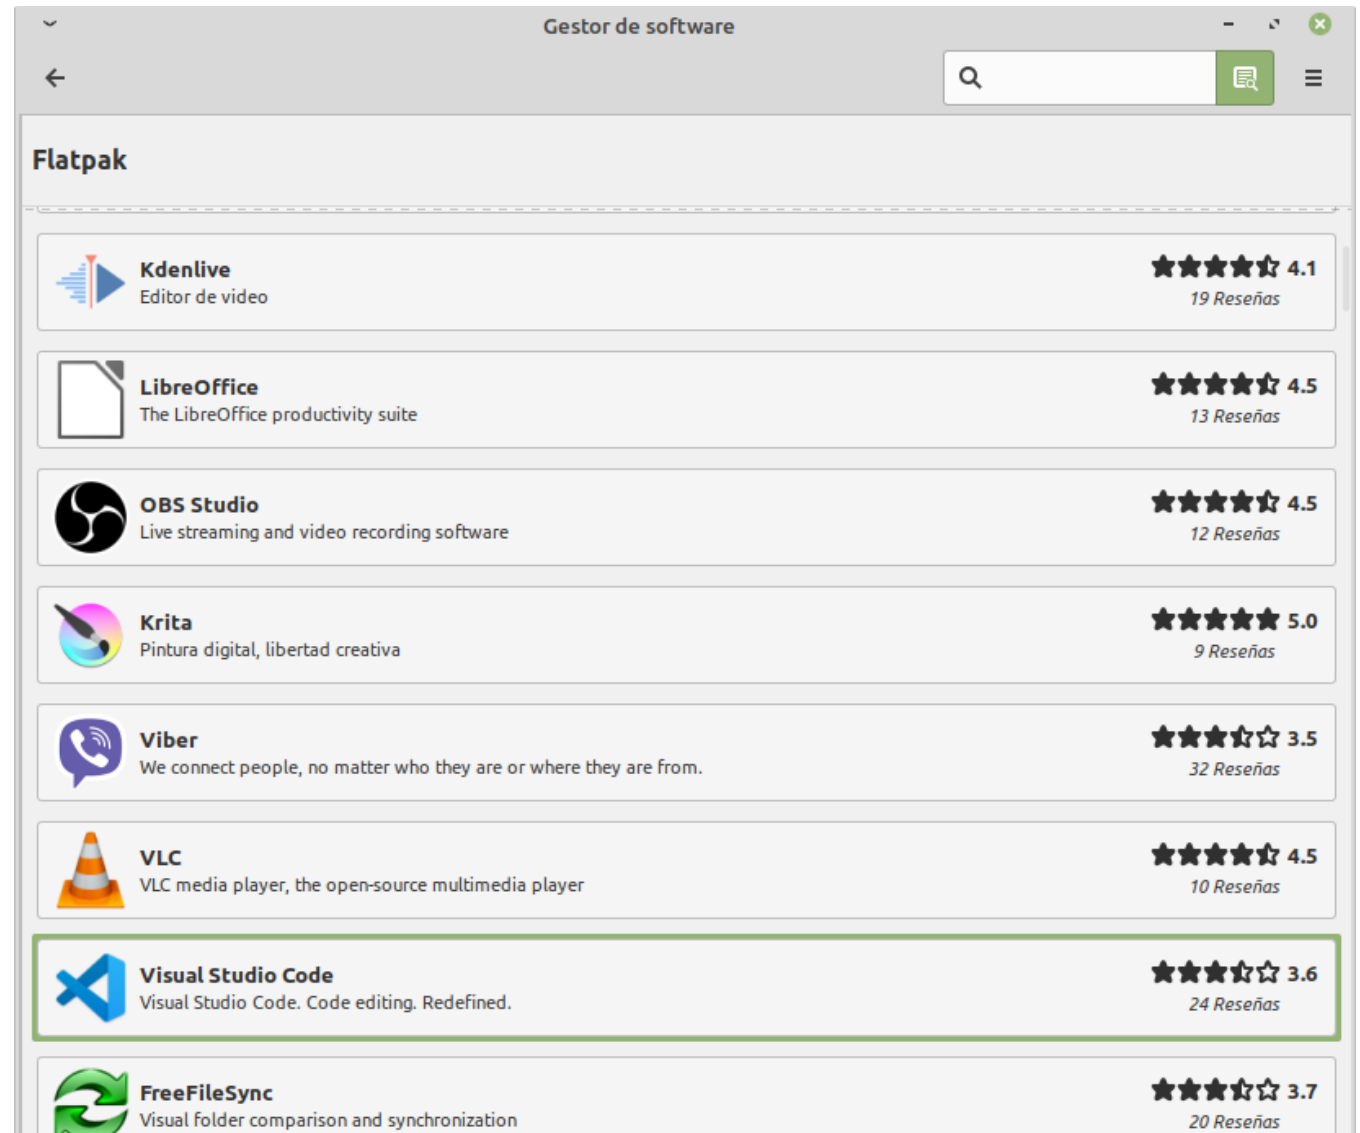 Gestor de software
Flatpak
Kdenlive
4.1
Editor de video
19 Reseñas
LibreOffice
4.5
The LibreOffice productivity suite
13 Reseñas
OBS Studio
4.5
Live streaming and video recording software
12 Reseñas
Krita
5.0
Pintura digital, libertad creativa
9 Reseñas
Viber
3.5
We connect people, no matter who they are or where they are from.
32 Reseñas
VLC
4.5
VLC media player, the open-source multimedia player
10 Reseñas
Visual Studio Code
3.6
Visual Studio Code. Code editing. Redefined.
24 Reseñas
FreeFileSync
3.7
Visual folder comparison and synchronization
20 Reseñas